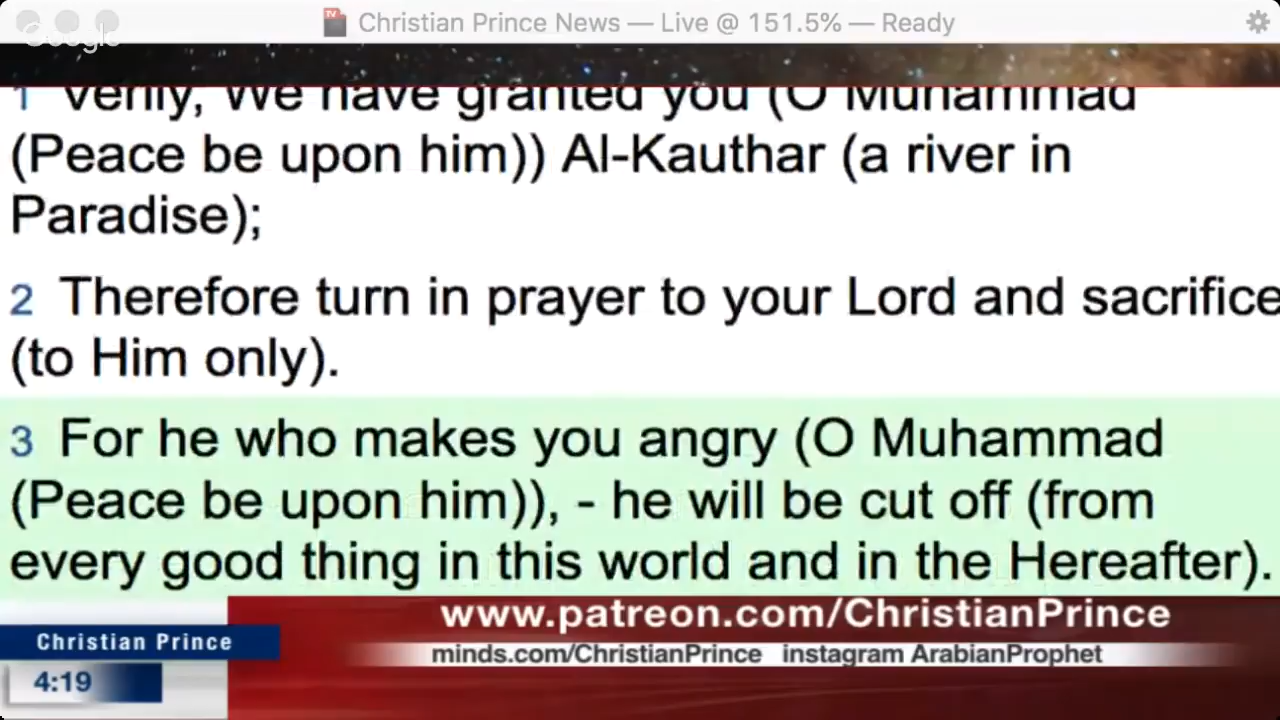 Christian Prince News — Live @ 151.5% — Ready
Google
1 Verily, We have granted you (O Muhammad
(Peace be upon him)) Al-Kauthar (a river in
Paradise);
2 Therefore turn in prayer to your Lord and sacrifice
(to Him only).
3 For he who makes you angry (O Muhammad
(Peace be upon him)), - he will be cut off (from
every good thing in this world and in the Hereafter).
www.patreon.com/ChristianPrince
Christian Prince
minds.com/ChristianPrince instagram ArabianProphet
4:19